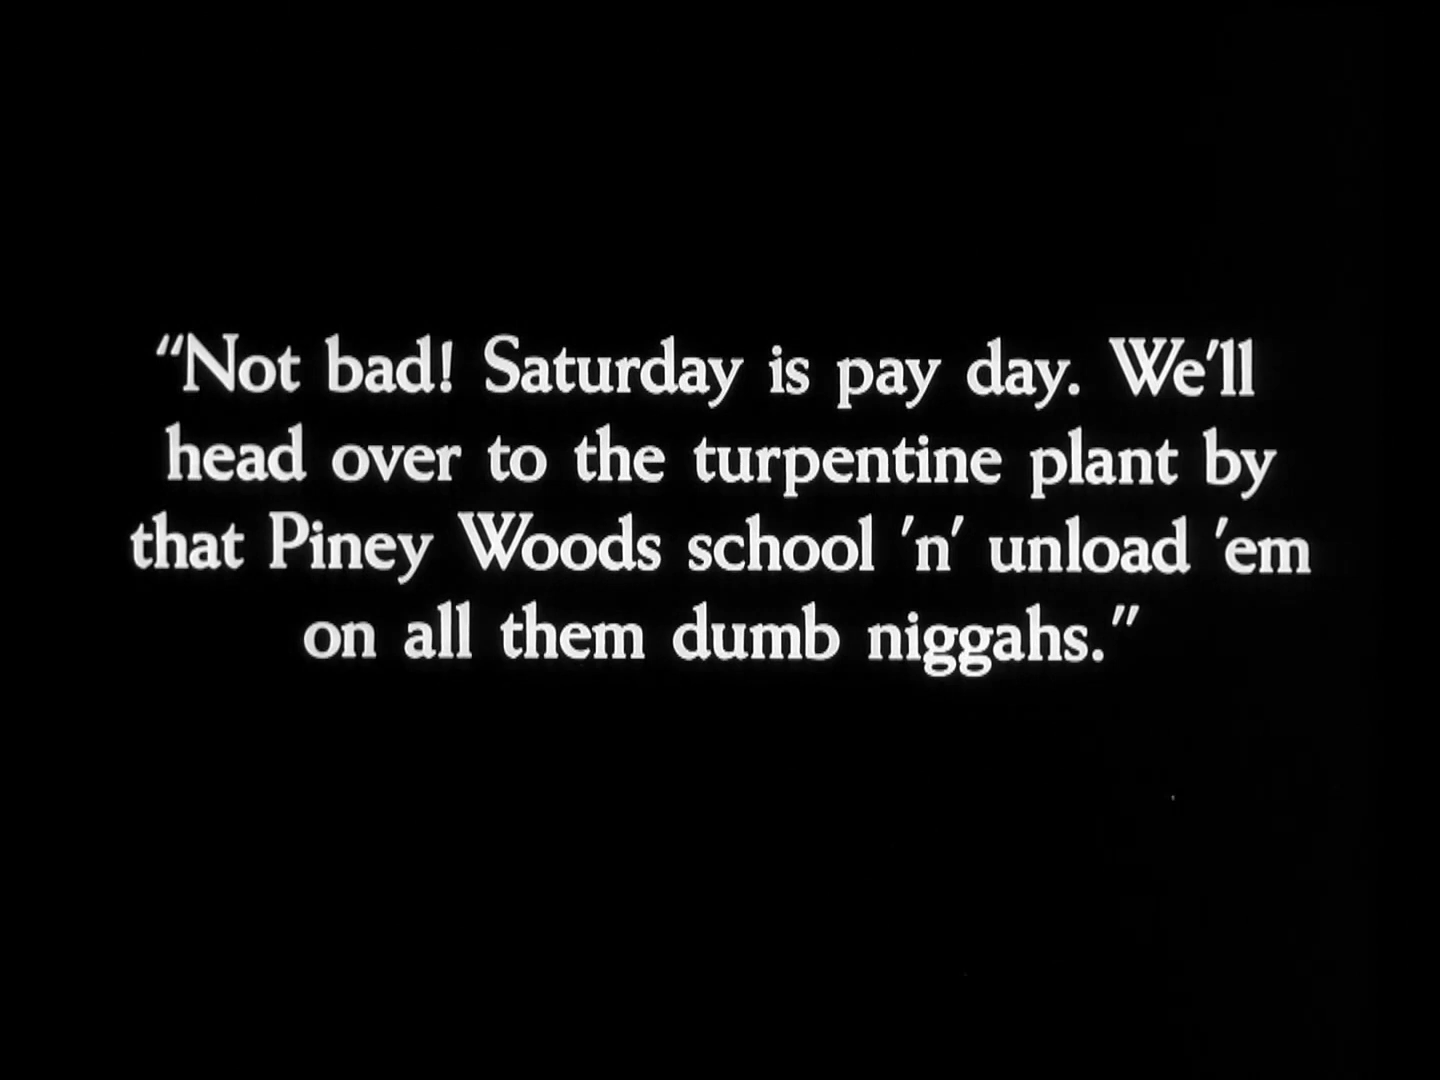 “Not bad! Saturday is pay day. We'll
head over to the turpentine plant by
that Piney Woods school 'n' unload 'em
on all them dumb niggahs.”